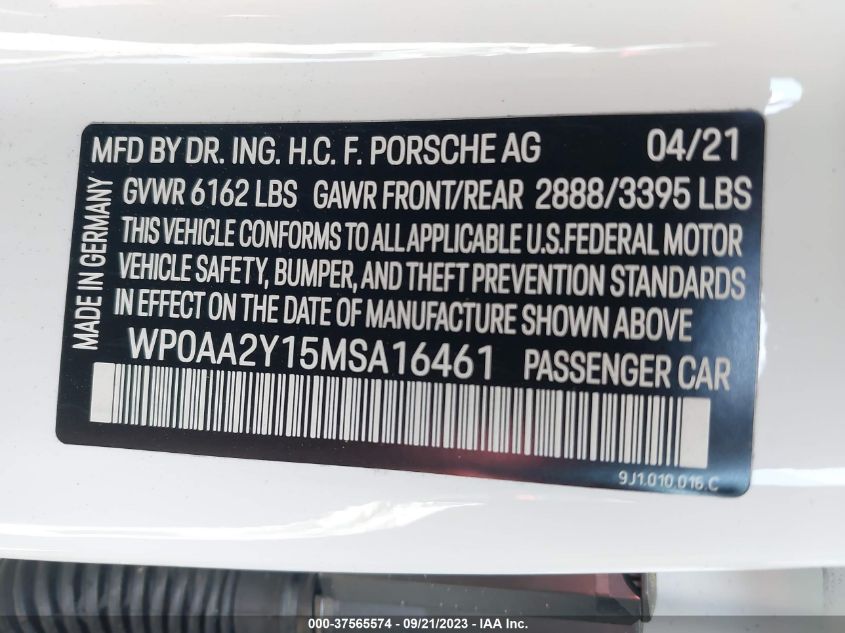 MFD BY DR. ING. H.C. F. PORSCHE AG 04/21
GVWR 6162 LBS GAWR FRONT/REAR 2888/3395 LBS
THIS VEHICLE CONFORMS TO ALL APPLICABLE U.S.FEDERAL MOTOR
VEHICLE SAFETY, BUMPER, AND THEFT PREVENTION STANDARDS
IN EFFECT ON THE DATE OF MANUFACTURE SHOWN ABOVE
MADE IN GERMANY
WP0AA2Y15MSA16461 PASSENGER CAR
9J1.010.016.C
000-37565574 - 09/21/2023 - IAA Inc.